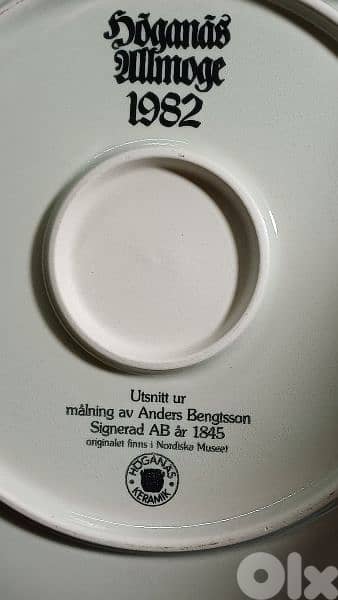 Höganäs
Allmoge
1982
Utsnitt ur
målning av Anders Bengtsson
Signerad AB år 1845
originalet finns i Nordiska Museet
HÖGANÄS
KERAMIK
OLX